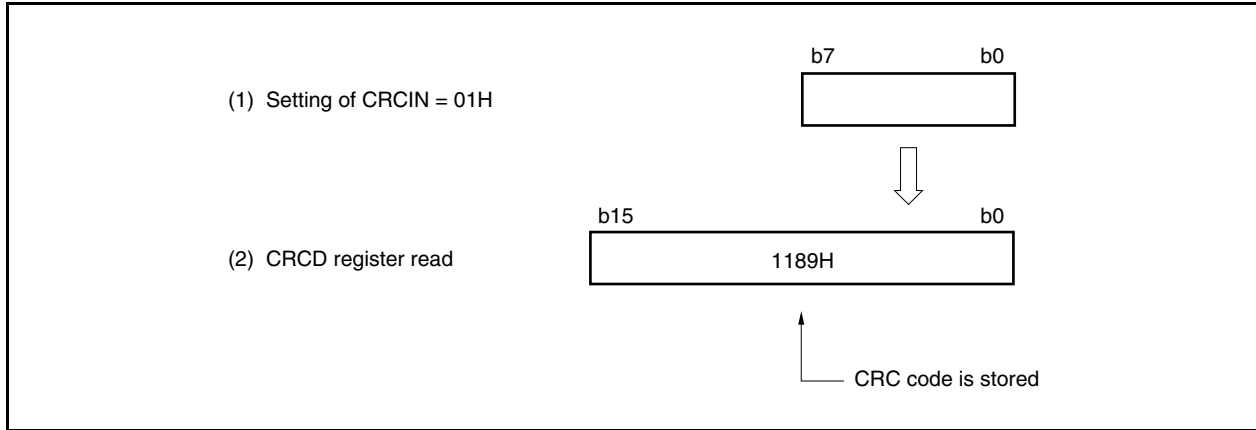 b7 b0
(1) Setting of CRCIN = 01H
b15 b0
(2) CRCD register read 1189H
CRC code is stored